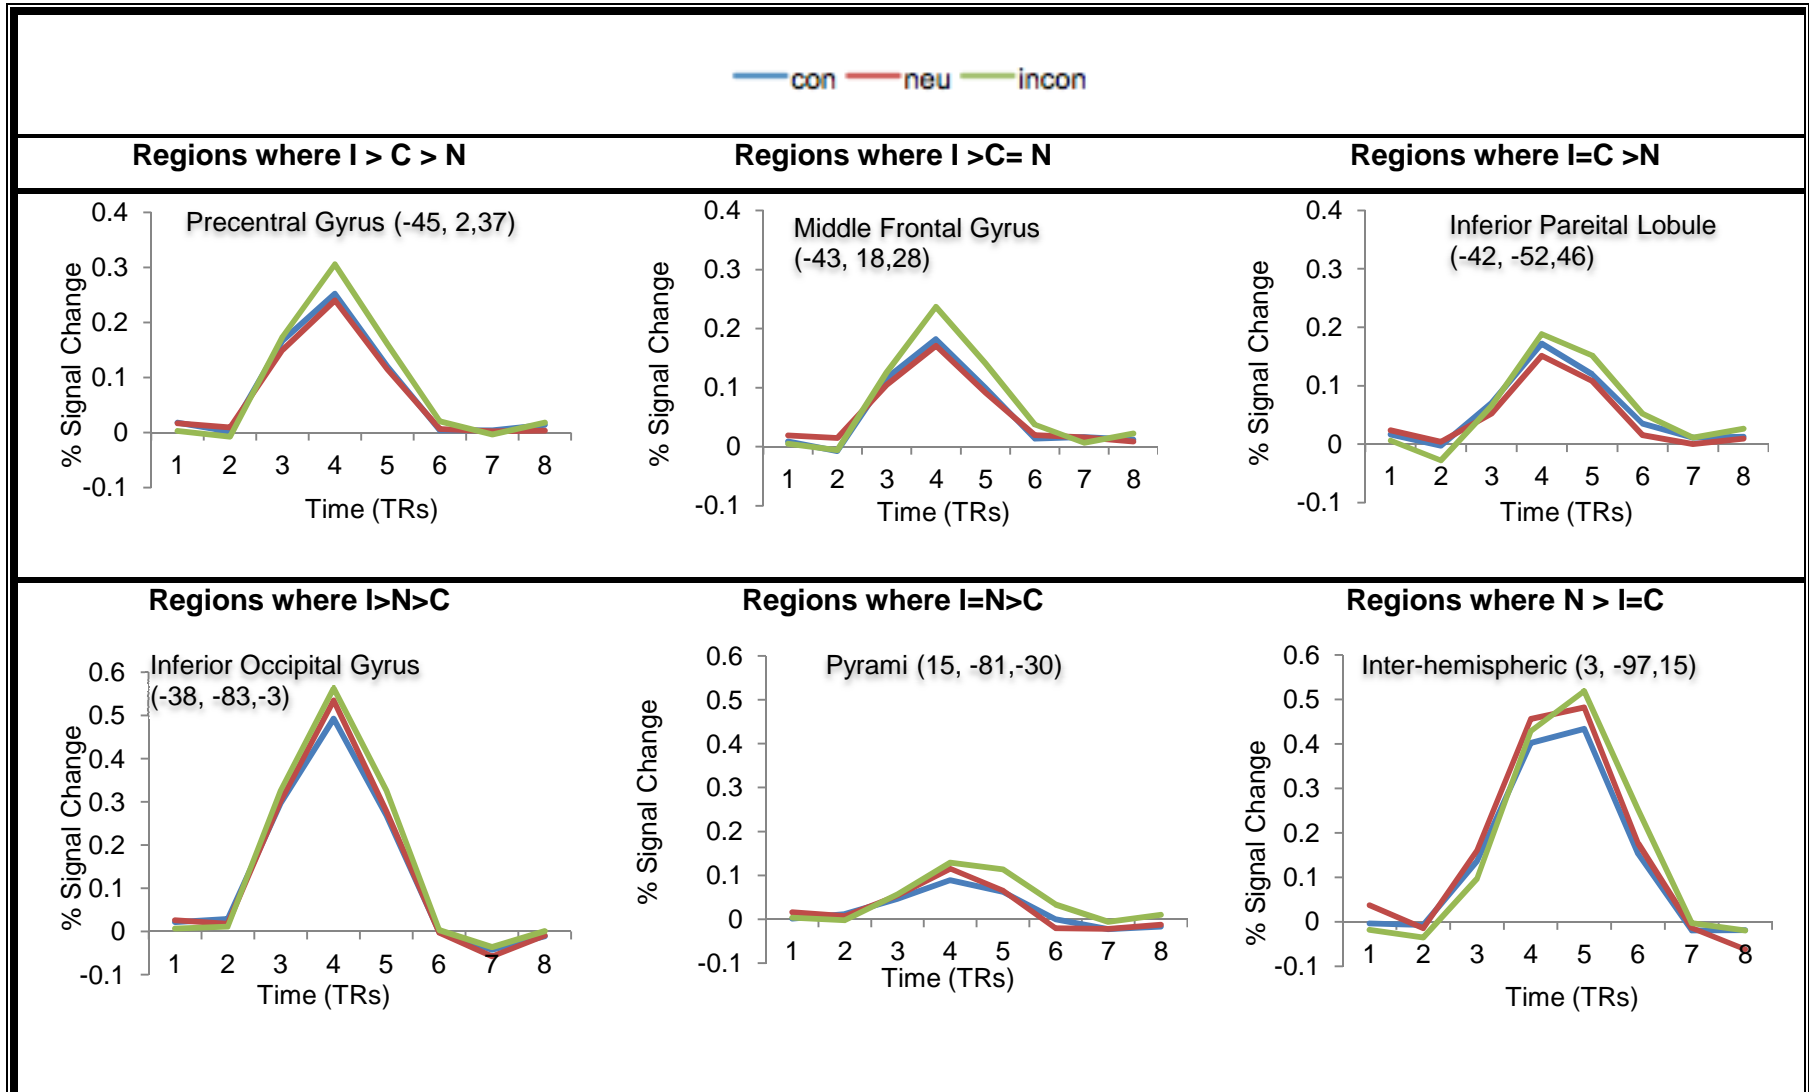 con neu incon
Regions where I > C > N
Regions where I >C= N
Regions where I=C >N
Precentral Gyrus (-45, 2,37)
% Signal Change
0.4
0.3
0.2
0.1
0
-0.1
1 2 3 4 5 6 7 8
Time (TRs)
Middle Frontal Gyrus
(-43, 18,28)
% Signal Change
0.4
0.3
0.2
0.1
0
-0.1
1 2 3 4 5 6 7 8
Time (TRs)
Inferior Pareital Lobule
(-42, -52,46)
% Signal Change
0.4
0.3
0.2
0.1
0
-0.1
1 2 3 4 5 6 7 8
Time (TRs)
Regions where I>N>C
Regions where I=N>C
Regions where N > I=C
Inferior Occipital Gyrus
(-38, -83,-3)
% Signal Change
0.6
0.5
0.4
0.3
0.2
0.1
0
-0.1
1 2 3 4 5 6 7 8
Time (TRs)
Pyrami (15, -81,-30)
% Signal Change
0.6
0.5
0.4
0.3
0.2
0.1
0
-0.1
1 2 3 4 5 6 7 8
Time (TRs)
Inter-hemispheric (3, -97,15)
% Signal Change
0.6
0.5
0.4
0.3
0.2
0.1
0
-0.1
1 2 3 4 5 6 7 8
Time (TRs)